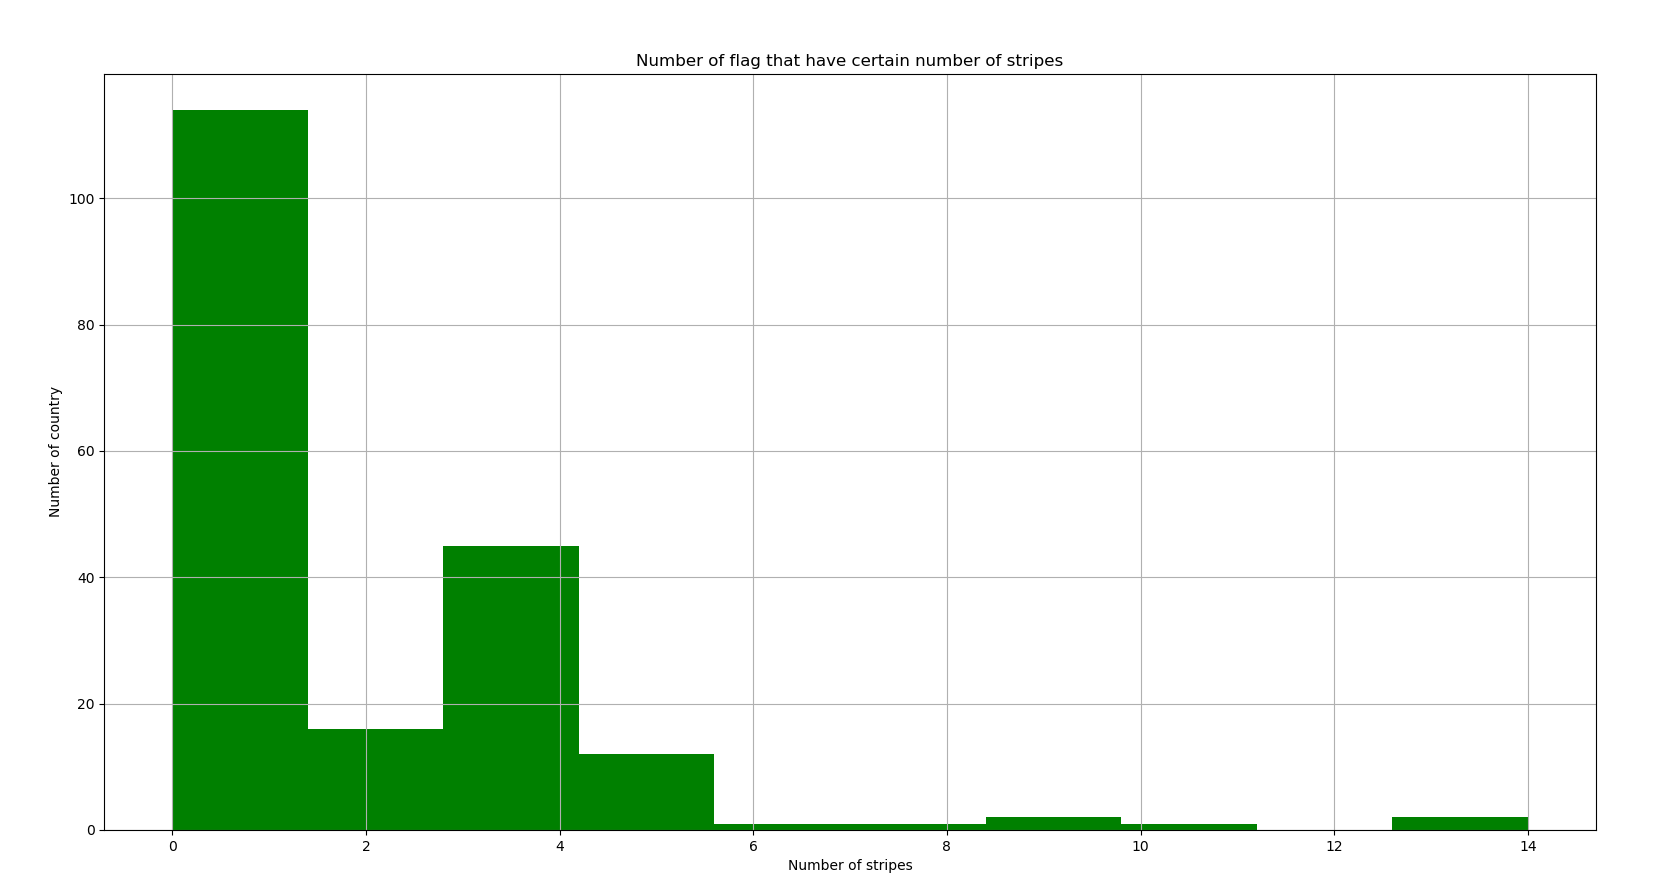 Number of flag that have certain number of stripes
Number of country
100
80
60
40
20
0
0 2 4 6 8 10 12 14
Number of stripes